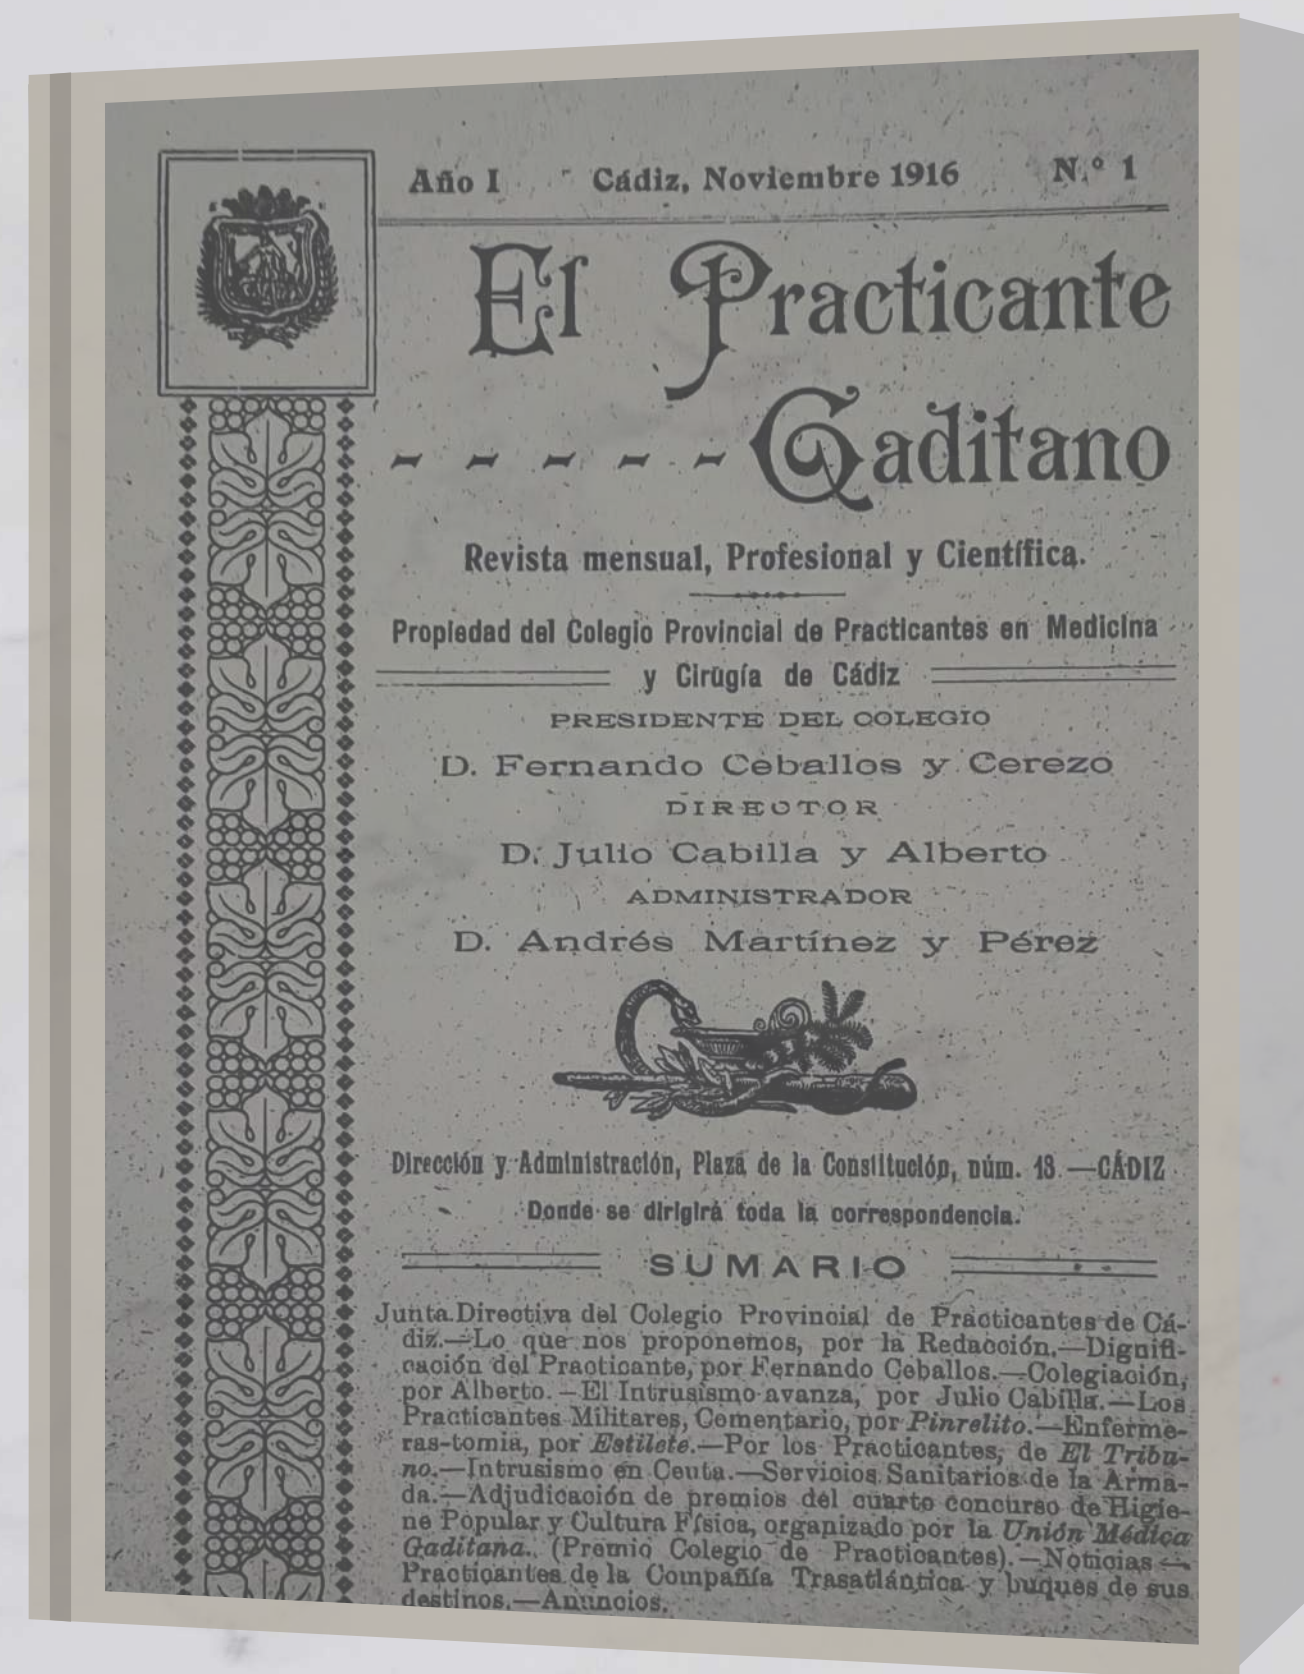 Año I Cádiz, Noviembre 1916 N.º 1
El Practicante
Gaditano
Revista mensual, Profesional y Científica.
Propiedad del Colegio Provincial de Practicantes en Medicina
y Cirugía de Cádiz
PRESIDENTE DEL COLEGIO
D. Fernando Ceballos y Cerezo
DIRECTOR
D. Julio Cabilla y Alberto
ADMINISTRADOR
D. Andrés Martínez y Pérez
Dirección y Administración, Plaza de la Constitución, núm. 13.—CÁDIZ
Donde se dirigirá toda la correspondencia.
SUMARIO
Junta Directiva del Colegio Provincial de Practicantes de Cá-
diz.—Lo que nos proponemos, por la Redacción.—Dignifi-
cación del Practicante, por Fernando Ceballos.—Colegiación,
por Alberto.—El Intrusismo avanza, por Julio Cabilla.—Los
Practicantes Militares, Comentario, por Pinrelito.—Enferme-
ras-tomia, por Estilete.—Por los Practicantes, de El Tribu-
no.—Intrusismo en Ceuta.—Servicios Sanitarios de la Arma-
da.—Adjudicación de premios del cuarto concurso de Higie-
ne Popular y Cultura Física, organizado por la Unión Médica
Gaditana. (Premio Colegio de Practicantes).—Noticias—
Practicantes de la Compañía Trasatlántica y buques de sus
destinos.—Anuncios.